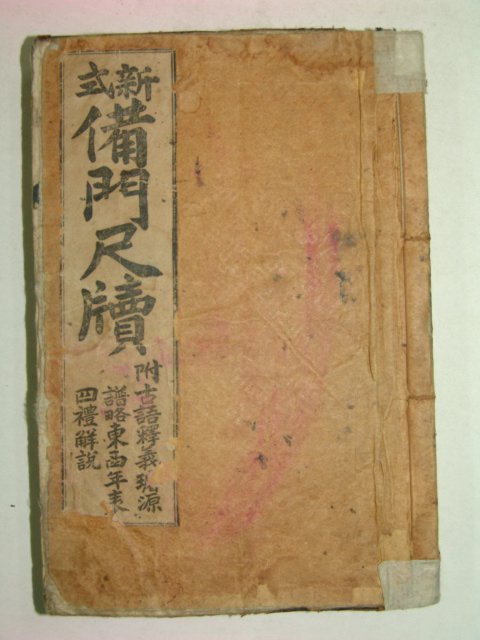 新式
備門尺牘
附古語釋義源
譜略東西年表
四禮解說